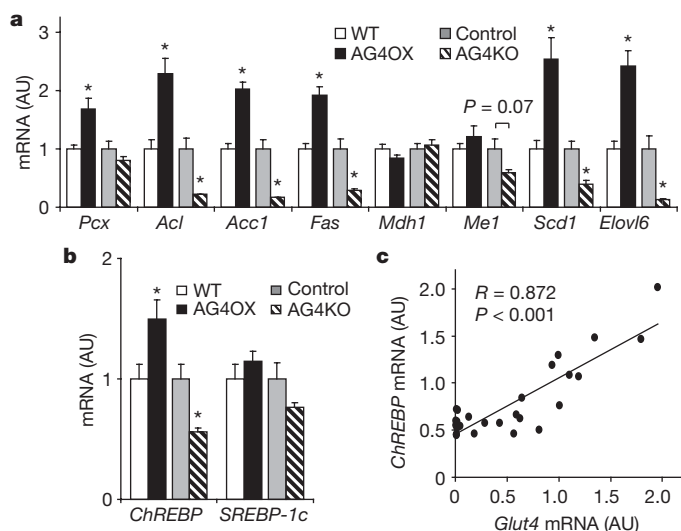 a
WT
Control
AG4OX
AG4KO
mRNA (AU)
3
2
1
0
P = 0.07
* * * * * * * * * * *
Pcx Acl Acc1 Fas Mdh1 Me1 Scd1 Elovl6
b
WT
Control
AG4OX
AG4KO
mRNA (AU)
2
1
0
* *
ChREBP SREBP-1c
c
R = 0.872
P < 0.001
ChREBP mRNA (AU)
2.0
1.5
1.0
0.5
0
0 0.5 1.0 1.5 2.0
Glut4 mRNA (AU)